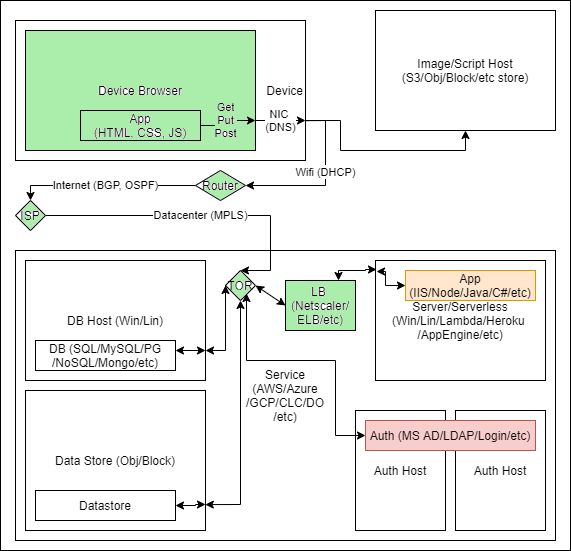 Image/Script Host
(S3/Obj/Block/etc store)
Device Browser
Device
App
(HTML, CSS, JS)
Get
Put
Post
NIC
(DNS)
Wifi (DHCP)
Internet (BGP, OSPF)
Router
ISP
Datacenter (MPLS)
TOR
LB
(Netscaler/
ELB/etc)
App
(IIS/Node/Java/C#/etc)
Server/Serverless
(Win/Lin/Lambda/Heroku
/AppEngine/etc)
DB Host (Win/Lin)
DB (SQL/MySQL/PG
/NoSQL/Mongo/etc)
Service
(AWS/Azure
/GCP/CLC/DO
/etc)
Auth (MS AD/LDAP/Login/etc)
Auth Host
Auth Host
Data Store (Obj/Block)
Datastore